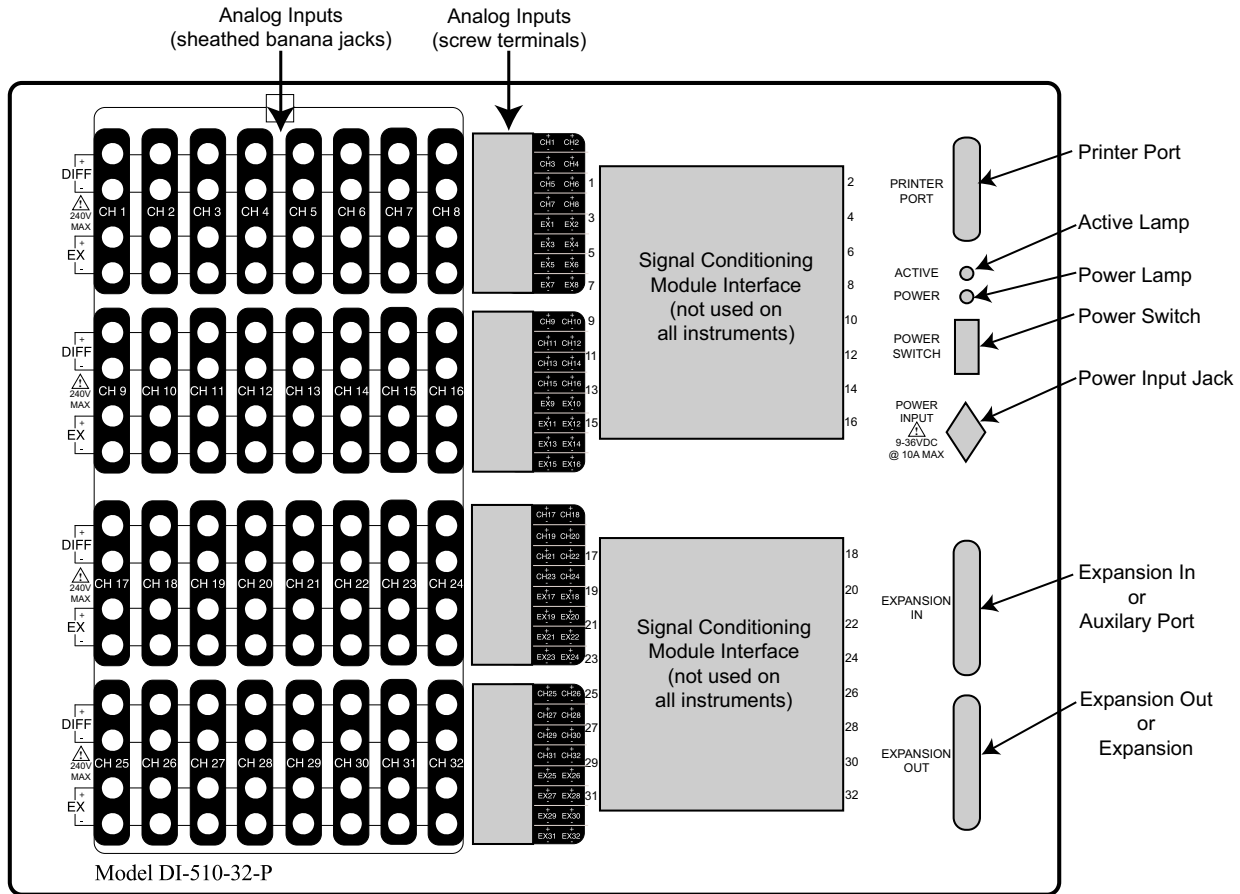 Analog Inputs
(sheathed banana jacks)
Analog Inputs
(screw terminals)
+
DIFF
-
240V
MAX
+
EX
-
CH 1 CH 2 CH 3 CH 4 CH 5 CH 6 CH 7 CH 8
+
DIFF
-
240V
MAX
+
EX
-
CH 9 CH 10 CH 11 CH 12 CH 13 CH 14 CH 15 CH 16
+
DIFF
-
240V
MAX
+
EX
-
CH 17 CH 18 CH 19 CH 20 CH 21 CH 22 CH 23 CH 24
+
DIFF
-
240V
MAX
+
EX
-
CH 25 CH 26 CH 27 CH 28 CH 29 CH 30 CH 31 CH 32
Model DI-510-32-P
CH1 CH2
CH3 CH4
CH5 CH6
CH7 CH8
EX1 EX2
EX3 EX4
EX5 EX6
EX7 EX8
CH9 CH10
CH11 CH12
CH13 CH14
CH15 CH16
EX9 EX10
EX11 EX12
EX13 EX14
EX15 EX16
CH17 CH18
CH19 CH20
CH21 CH22
CH23 CH24
EX17 EX18
EX19 EX20
EX21 EX22
EX23 EX24
CH25 CH26
CH27 CH28
CH29 CH30
CH31 CH32
EX25 EX26
EX27 EX28
EX29 EX30
EX31 EX32
1
3
5
7
9
11
13
15
Signal Conditioning
Module Interface
(not used on
all instruments)
2
4
6
8
10
12
14
16
17
19
21
23
25
27
29
31
Signal Conditioning
Module Interface
(not used on
all instruments)
18
20
22
24
26
28
30
32
PRINTER
PORT
ACTIVE
POWER
POWER
SWITCH
POWER
INPUT
9-36VDC
@ 10A MAX
EXPANSION
IN
EXPANSION
OUT
Printer Port
Active Lamp
Power Lamp
Power Switch
Power Input Jack
Expansion In
or
Auxilary Port
Expansion Out
or
Expansion